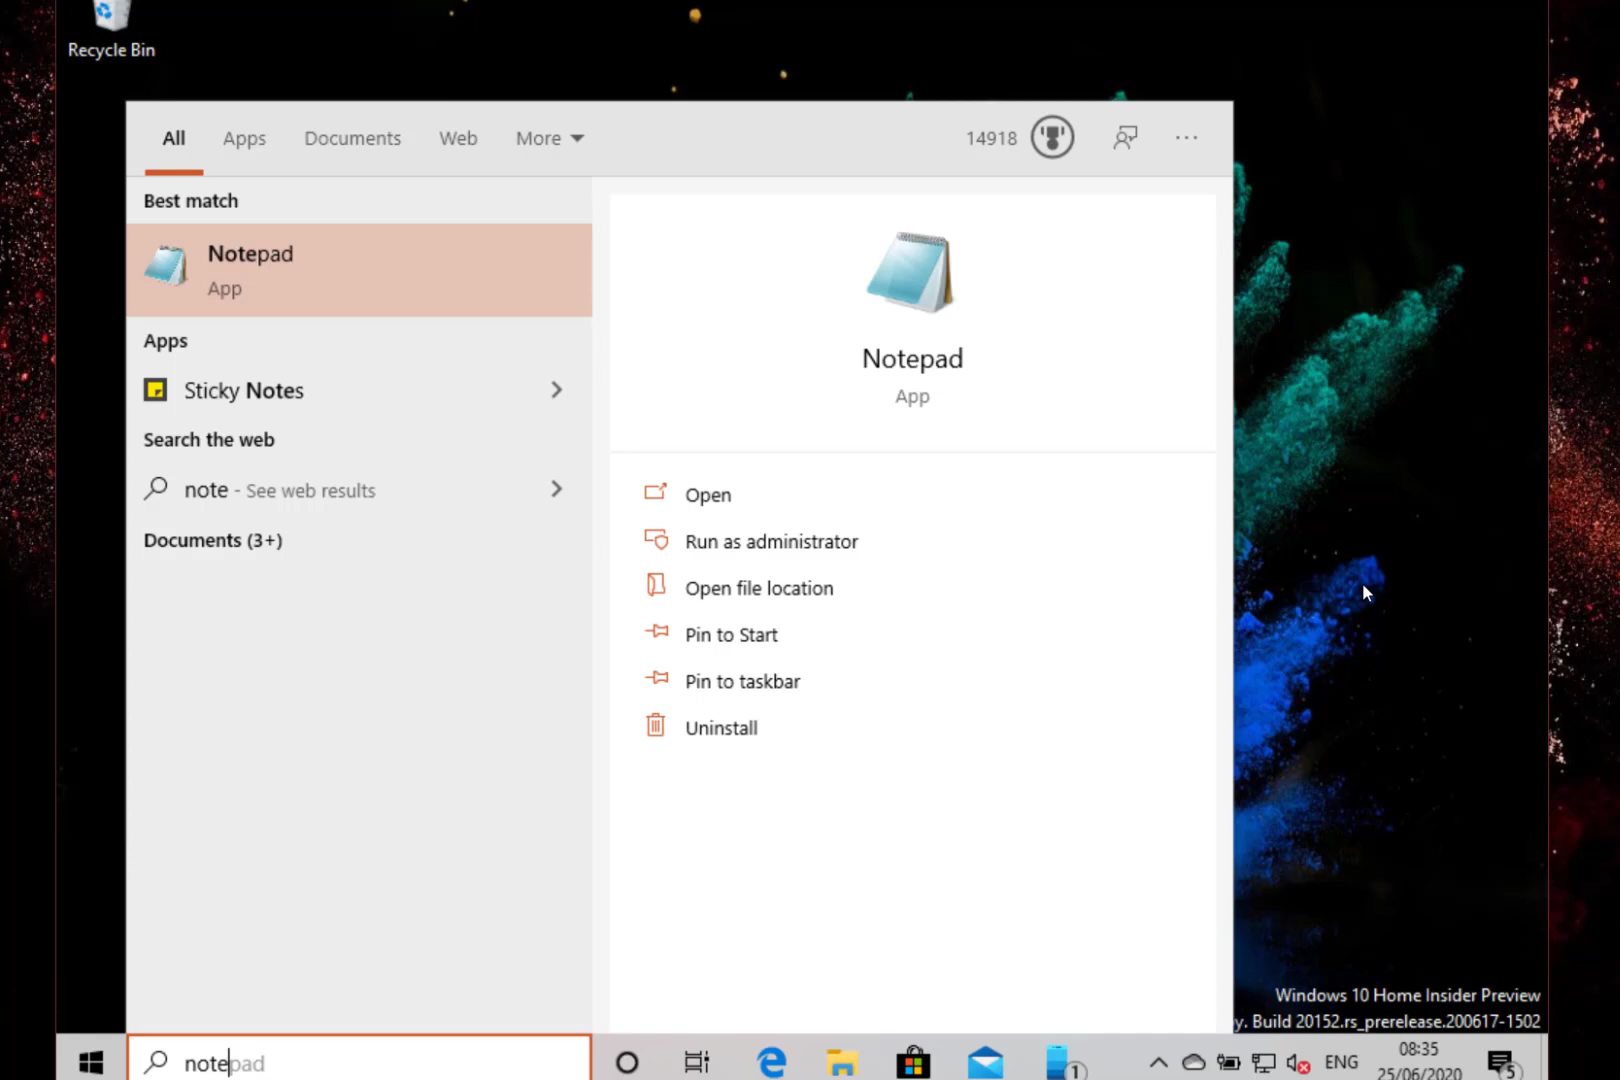 Recycle Bin
All Apps Documents Web More 14918 ...
Best match
Notepad
App
Apps
Sticky Notes
Search the web
note - See web results
Documents (3+)
Notepad
App
Open
Run as administrator
Open file location
Pin to Start
Pin to taskbar
Uninstall
Windows 10 Home Insider Preview
y. Build 20152.rs_prerelease.200617-1502
notepad
1
ENG
08:35
25/06/2020
5